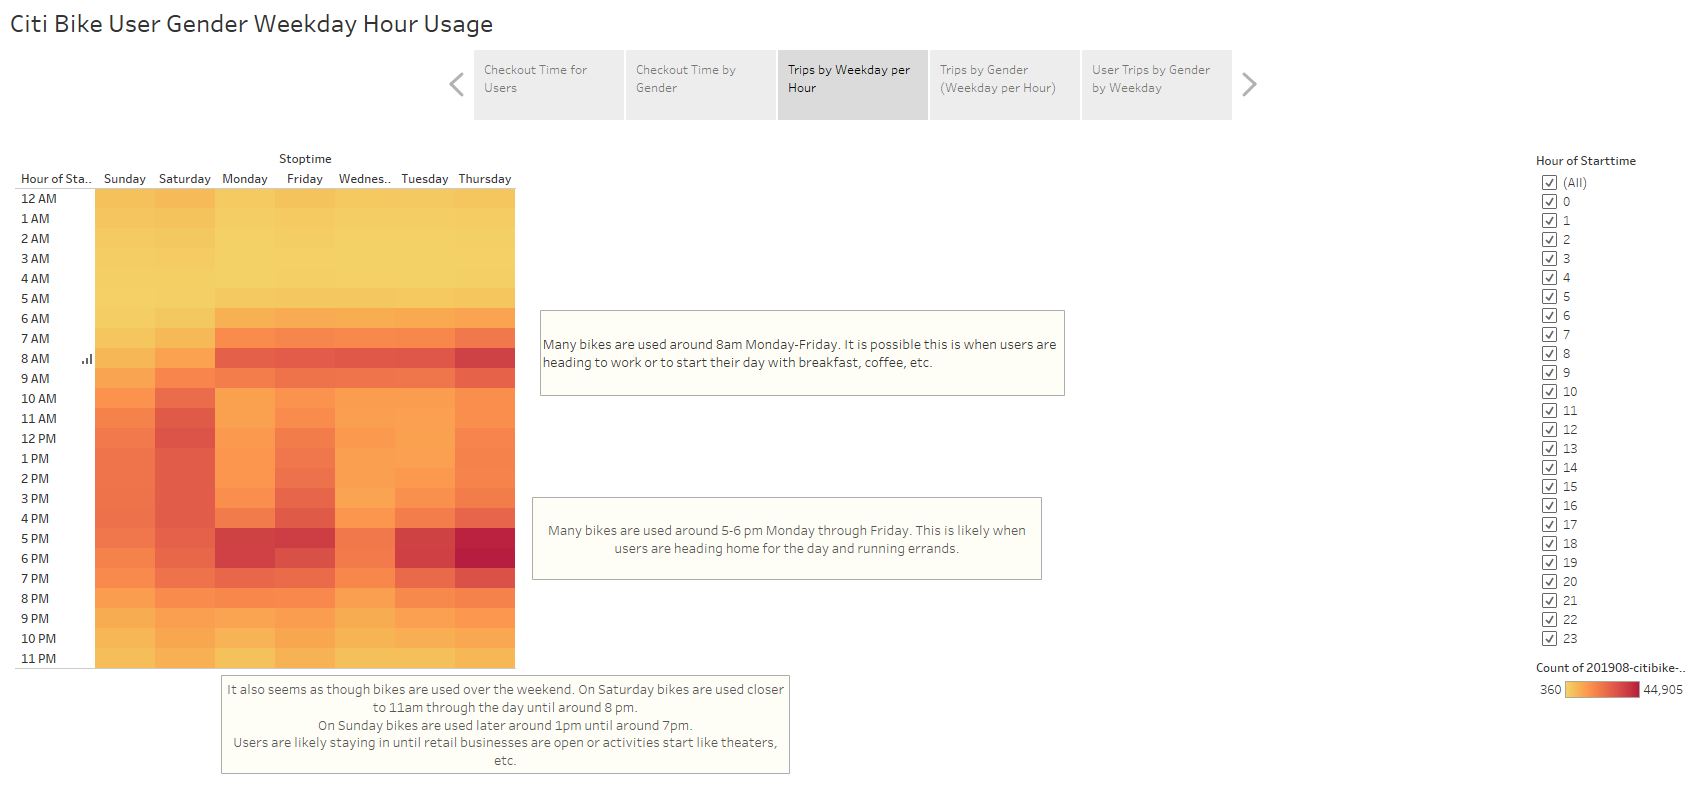 Citi Bike User Gender Weekday Hour Usage
Checkout Time for
Users
Checkout Time by
Gender
Trips by Weekday per
Hour
Trips by Gender
(Weekday per Hour)
User Trips by Gender
by Weekday
Stoptime
Hour of Sta.. Sunday Saturday Monday Friday Wednes.. Tuesday Thursday
12 AM
1 AM
2 AM
3 AM
4 AM
5 AM
6 AM
7 AM
8 AM
9 AM
10 AM
11 AM
12 PM
1 PM
2 PM
3 PM
4 PM
5 PM
6 PM
7 PM
8 PM
9 PM
10 PM
11 PM
Many bikes are used around 8am Monday-Friday. It is possible this is when users are
heading to work or to start their day with breakfast, coffee, etc.
Many bikes are used around 5-6 pm Monday through Friday. This is likely when
users are heading home for the day and running errands.
It also seems as though bikes are used over the weekend. On Saturday bikes are used closer
to 11am through the day until around 8 pm.
On Sunday bikes are used later around 1pm until around 7pm.
Users are likely staying in until retail businesses are open or activities start like theaters,
etc.
Hour of Starttime
(All)
0
1
2
3
4
5
6
7
8
9
10
11
12
13
14
15
16
17
18
19
20
21
22
23
Count of 201908-citibike-..
360 44,905